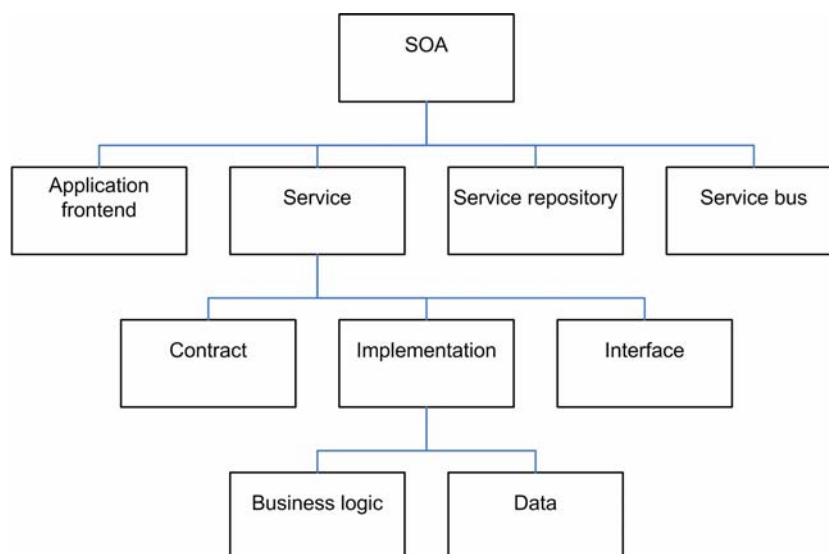 SOA
Application
frontend
Service
Service repository
Service bus
Contract
Implementation
Interface
Business logic
Data